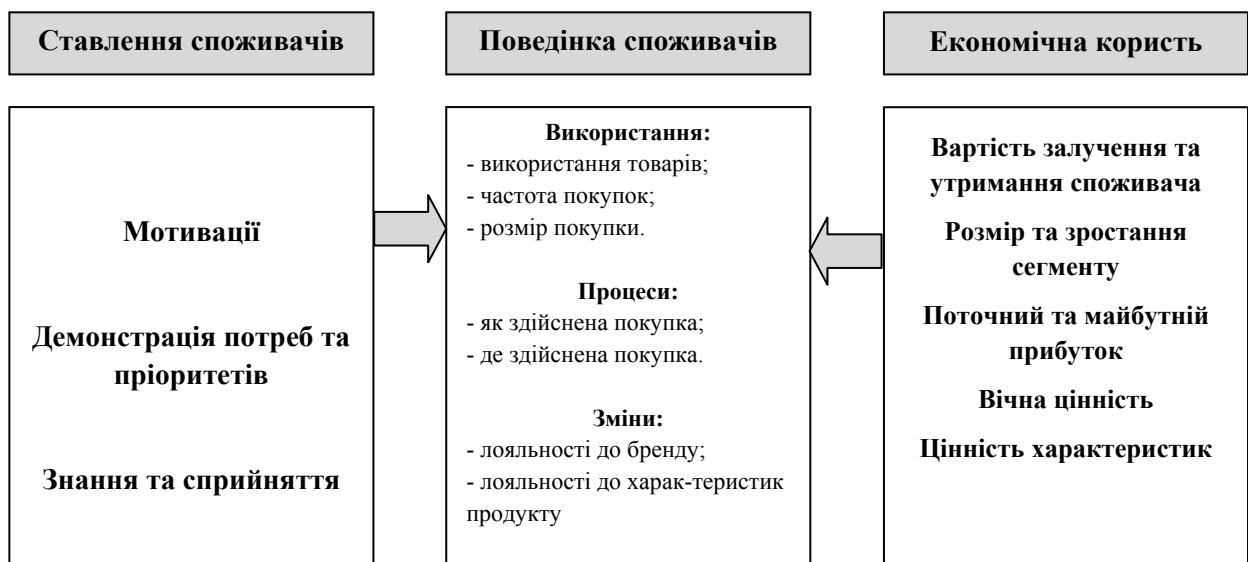 Ставлення споживачів
Поведінка споживачів
Економічна користь
Мотивації
Демонстрація потреб та
пріоритетів
Знання та сприйняття
Використання:
- використання товарів;
- частота покупок;
- розмір покупки.
Процеси:
- як здійснена покупка;
- де здійснена покупка.
Зміни:
- лояльності до бренду;
- лояльності до харак-теристик
продукту
Вартість залучення та
утримання споживача
Розмір та зростання
сегменту
Поточний та майбутній
прибуток
Вічна цінність
Цінність характеристик